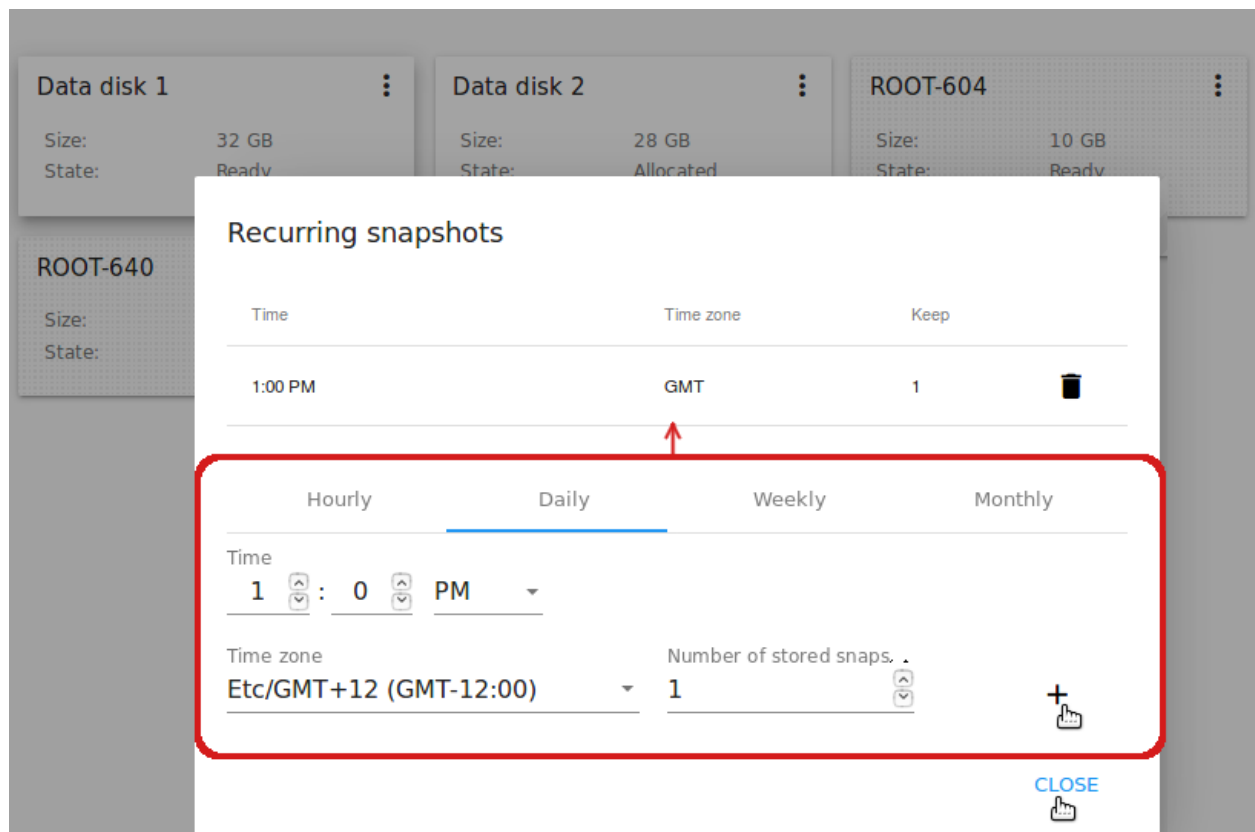 Data disk 1 Data disk 2 ROOT-604
Size: 32 GB Size: 28 GB Size: 10 GB
State: Ready State: Allocated State: Ready
Recurring snapshots
ROOT-640
Size:
State:
Time Time zone Keep
1:00 PM GMT 1
Hourly Daily Weekly Monthly
Time
1 : 0 PM
Time zone Number of stored snaps
Etc/GMT+12 (GMT-12:00) 1
+
CLOSE